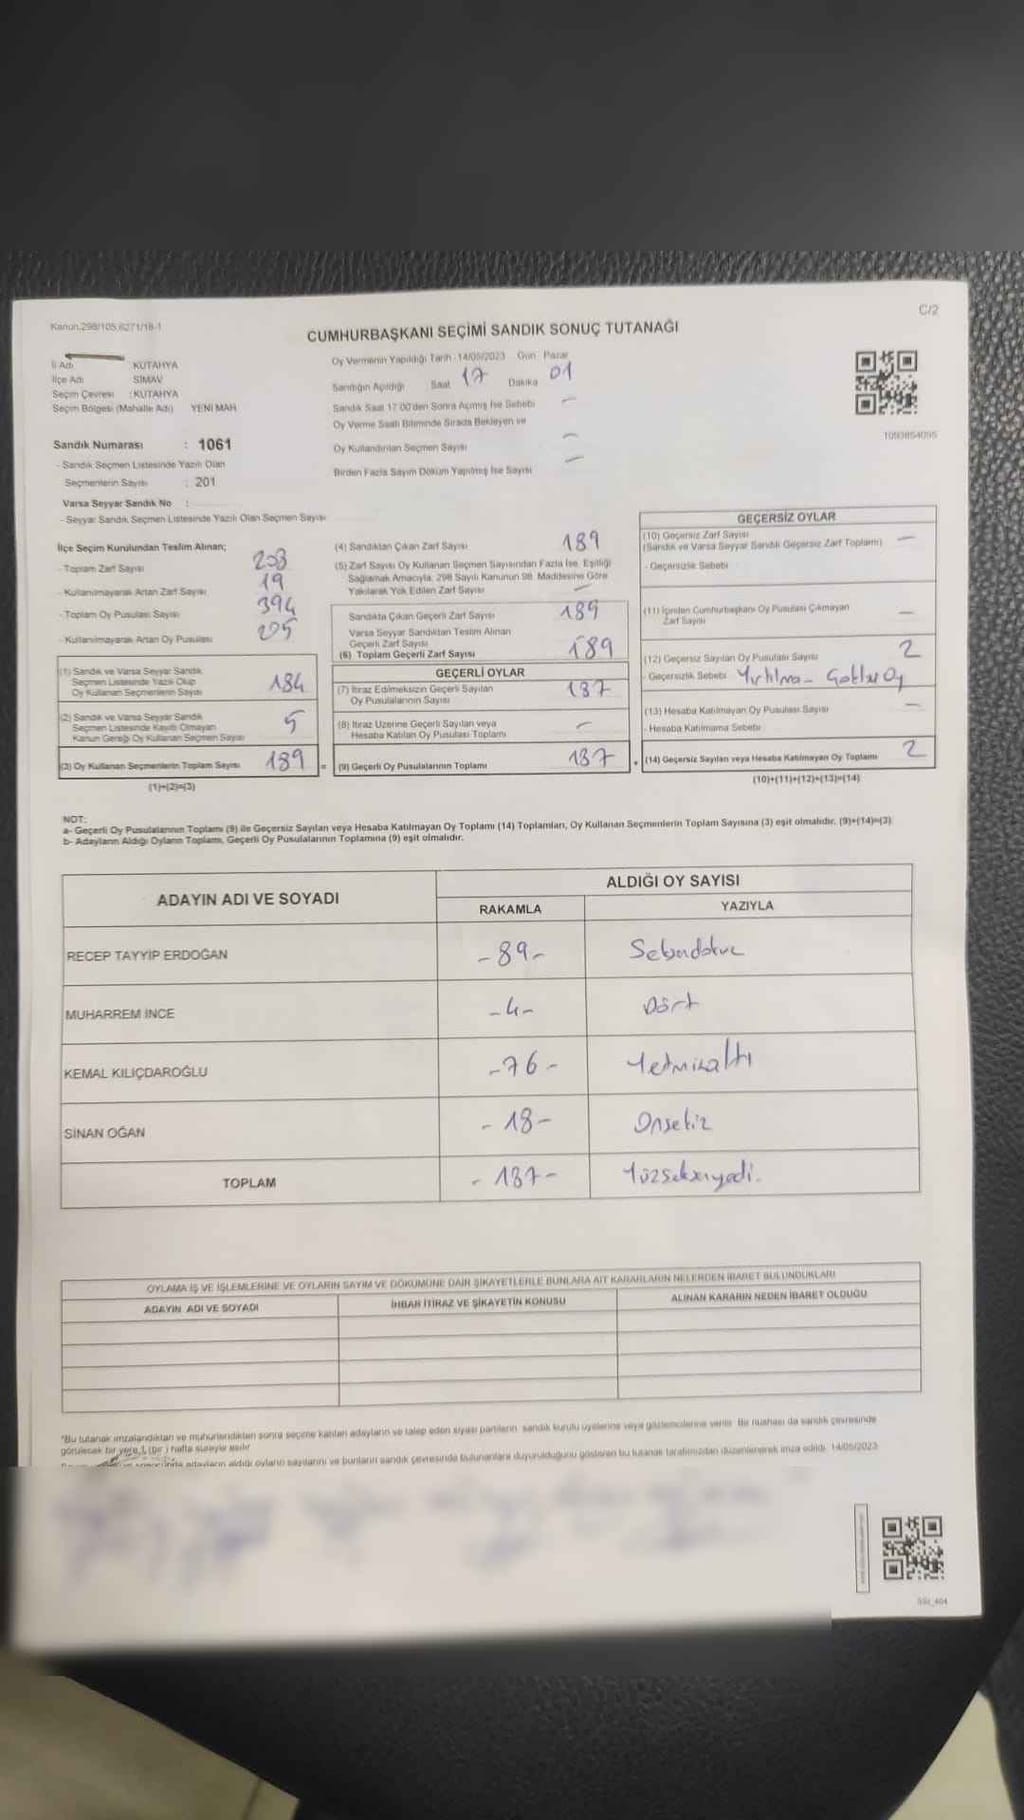 Kanun.298/105,6271/18-1
C/2
CUMHURBAŞKANI SEÇİMİ SANDIK SONUÇ TUTANAĞI
İl Adı : KÜTAHYA
İlçe Adı : SİMAV
Seçim Çevresi : KÜTAHYA
Seçim Bölgesi (Mahalle Adı) YENİ MAH
Sandık Numarası : 1061
- Sandık Seçmen Listesinde Yazılı Olan
Seçmenlerin Sayısı : 201
Varsa Seyyar Sandık No :
- Seyyar Sandık Seçmen Listesinde Yazılı Olan Seçmen Sayısı
Oy Vermenin Yapıldığı Tarih 14/05/2023 Gün Pazar
Sandığın Açıldığı Saat 17 Dakika 01
Sandık Saat 17.00'den Sonra Açılmış İse Sebebi —
Oy Verme Saati Bitiminde Sırada Bekleyen ve
Oy Kullandırılan Seçmen Sayısı —
Birden Fazla Sayım Döküm Yapılmış İse Sayısı —
1093854095
İlçe Seçim Kurulundan Teslim Alınan;
- Toplam Zarf Sayısı 208
- Kullanılmayarak Artan Zarf Sayısı 19
- Toplam Oy Pusulası Sayısı 394
- Kullanılmayarak Artan Oy Pusulası 205
(1) Sandık ve Varsa Seyyar Sandık
Seçmen Listesinde Yazılı Olup
Oy Kullanan Seçmenlerin Sayısı 184
(2) Sandık ve Varsa Seyyar Sandık
Seçmen Listesinde Kayıtlı Olmayan
Kanun Gereği Oy Kullanan Seçmen Sayısı 5
(3) Oy Kullanan Seçmenlerin Toplam Sayısı 189 =
(1)+(2)=(3)
(4) Sandıktan Çıkan Zarf Sayısı 189
(5) Zarf Sayısı Oy Kullanan Seçmen Sayısından Fazla İse, Eşitliği
Sağlamak Amacıyla, 298 Sayılı Kanunun 98. Maddesine Göre
Yakılarak Yok Edilen Zarf Sayısı —
Sandıkta Çıkan Geçerli Zarf Sayısı 189
Varsa Seyyar Sandıktan Teslim Alınan
Geçerli Zarf Sayısı —
(6) Toplam Geçerli Zarf Sayısı 189
GEÇERLİ OYLAR
(7) İtiraz Edilmeksizin Geçerli Sayılan
Oy Pusulalarının Sayısı 187
(8) İtiraz Üzerine Geçerli Sayılan veya
Hesaba Katılan Oy Pusulası Toplamı —
(9) Geçerli Oy Pusulalarının Toplamı 187 +
GEÇERSİZ OYLAR
(10) Geçersiz Zarf Sayısı —
(Sandık ve Varsa Seyyar Sandık Geçersiz Zarf Toplamı)
- Geçersizlik Sebebi
(11) İçinden Cumhurbaşkanı Oy Pusulası Çıkmayan
Zarf Sayısı —
(12) Geçersiz Sayılan Oy Pusulası Sayısı 2
- Geçersizlik Sebebi Yırtılma - Çoklu Oy
(13) Hesaba Katılmayan Oy Pusulası Sayısı —
- Hesaba Katılmama Sebebi
(14) Geçersiz Sayılan veya Hesaba Katılmayan Oy Toplamı 2
(10)+(11)+(12)+(13)=(14)
NOT:
a- Geçerli Oy Pusulalarının Toplamı (9) ile Geçersiz Sayılan veya Hesaba Katılmayan Oy Toplamı (14) Toplamları, Oy Kullanan Seçmenlerin Toplam Sayısına (3) eşit olmalıdır. (9)+(14)=(3)
b- Adayların Aldığı Oyların Toplamı, Geçerli Oy Pusulalarının Toplamına (9) eşit olmalıdır.
ADAYIN ADI VE SOYADI
ALDIĞI OY SAYISI
RAKAMLA YAZIYLA
RECEP TAYYİP ERDOĞAN -89- Seksendokuz
MUHARREM İNCE -4- Dört
KEMAL KILIÇDAROĞLU -76- Yetmişaltı
SİNAN OĞAN -18- Onsekiz
TOPLAM -187- Yüzseksenyedi.
OYLAMA İŞ VE İŞLEMLERİNE VE OYLARIN SAYIM VE DÖKÜMÜNE DAİR ŞİKAYETLERLE BUNLARA AİT KARARLARIN NELERDEN İBARET BULUNDUKLARI
ADAYIN ADI VE SOYADI İHBAR İTİRAZ VE ŞİKAYETİN KONUSU ALINAN KARARIN NEDEN İBARET OLDUĞU
*Bu tutanak imzalandıktan ve mühürlendikten sonra seçime katılan adayların ve talep eden siyasi partilerin sandık kurulu üyelerine veya gözlemcilerine verilir. Bir nüshası da sandık çevresinde
görülecek bir yere 1 (bir) hafta süreyle asılır.
adayların aldığı oyların sayılarını ve bunların sandık çevresinde bulunanlara duyurulduğunu gösteren bu tutanak tarafımızdan düzenlenerek imza edildi. 14/05/2023